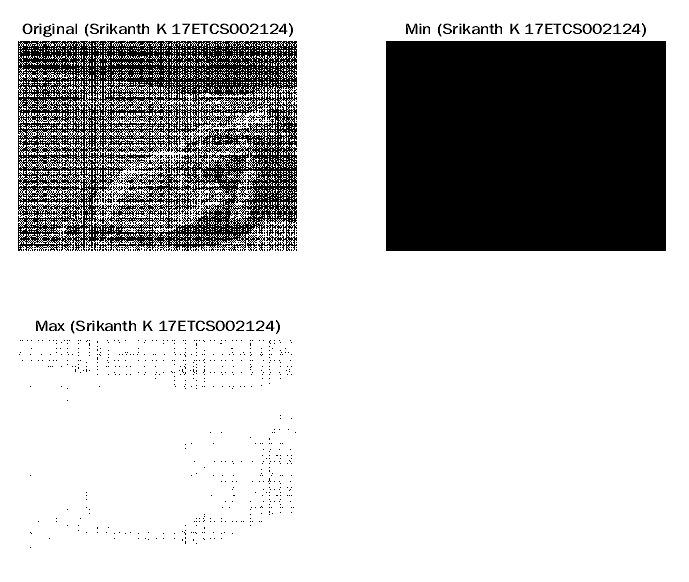 Original (Srikanth K 17ETCS002124)
Min (Srikanth K 17ETCS002124)
Max (Srikanth K 17ETCS002124)